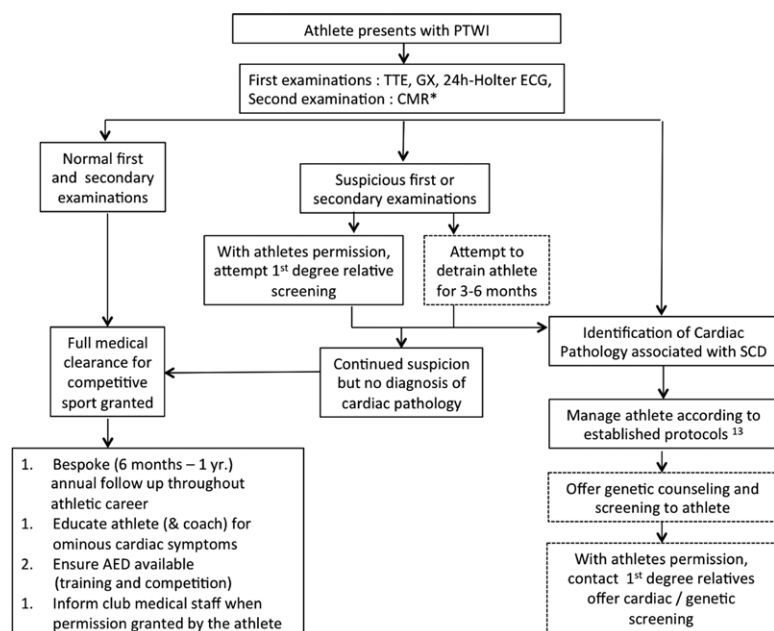 Athlete presents with PTWI
First examinations : TTE, GX, 24h-Holter ECG,
Second examination : CMR*
Normal first
and secondary
examinations
Suspicious first or
secondary examinations
With athletes permission,
attempt 1st degree relative
screening
Attempt to
detrain athlete
for 3-6 months
Full medical
clearance for
competitive
sport granted
Continued suspicion
but no diagnosis of
cardiac pathology
Identification of Cardiac
Pathology associated with SCD
Manage athlete according to
established protocols 13
Offer genetic counseling and
screening to athlete
With athletes permission,
contact 1st degree relatives
offer cardiac / genetic
screening
1. Bespoke (6 months – 1 yr.)
annual follow up throughout
athletic career
1. Educate athlete (& coach) for
ominous cardiac symptoms
2. Ensure AED available
(training and competition)
1. Inform club medical staff when
permission granted by the athlete